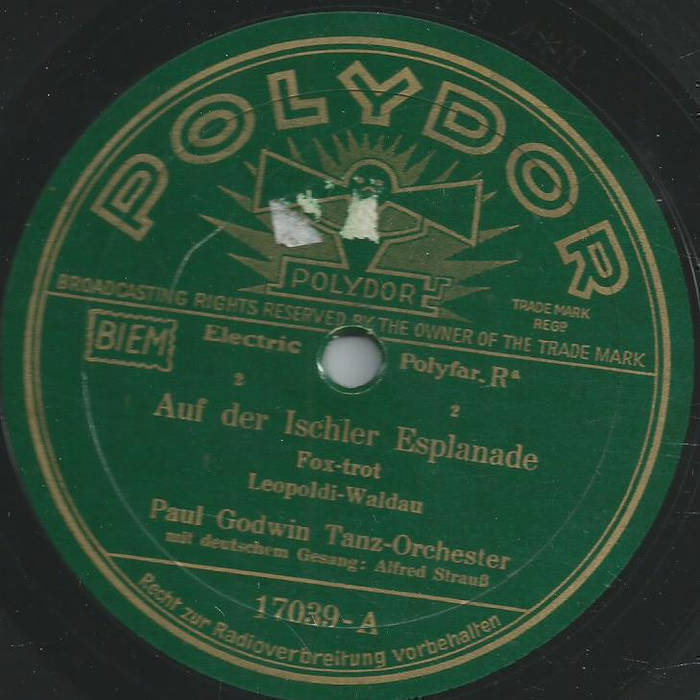 POLYDOR
POLYDOR
TRADE MARK
REGD
BROADCASTING RIGHTS RESERVED BY THE OWNER OF THE TRADE MARK
BIEM Electric Polyfar-Rª
2 2
Auf der Ischler Esplanade
Fox-trot
Leopoldi-Waldau
Paul Godwin Tanz-Orchester
mit deutschem Gesang: Alfred Strauß
17039-A
Recht zur Radioverbreitung vorbehalten